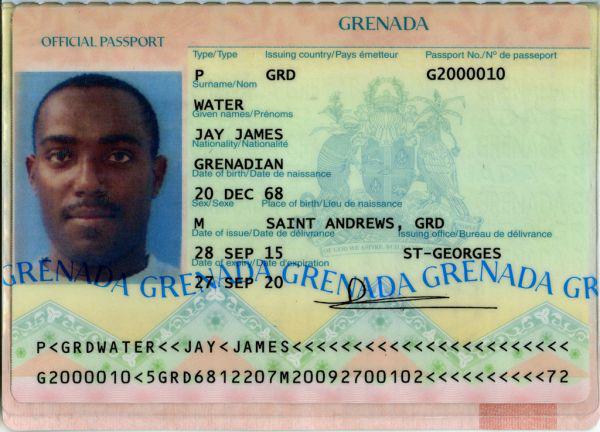 GRENADA
OFFICIAL PASSPORT
Type/Type Issuing country/Pays émetteur Passport No./Nº de passeport
P GRD G2000010
Surname/Nom
WATER
Given names/Prénoms
JAY JAMES
Nationality/Nationalité
GRENADIAN
Date of birth/Date de naissance
20 DEC 68
Sex/Sexe Place of birth/Lieu de naissance
M SAINT ANDREWS, GRD
Date of issue/Date de délivrance Issuing office/Bureau de délivrance
28 SEP 15 ST-GEORGES
Date of expiry/Date d'expiration
27 SEP 20
GRENADA GRENADA GRENADA GRENADA GR
P<GRDWATER<<JAY<JAMES<<<<<<<<<<<<<<<<<<<<<<<
G2000010<5GRD6812207M20092700102<<<<<<<<<<72